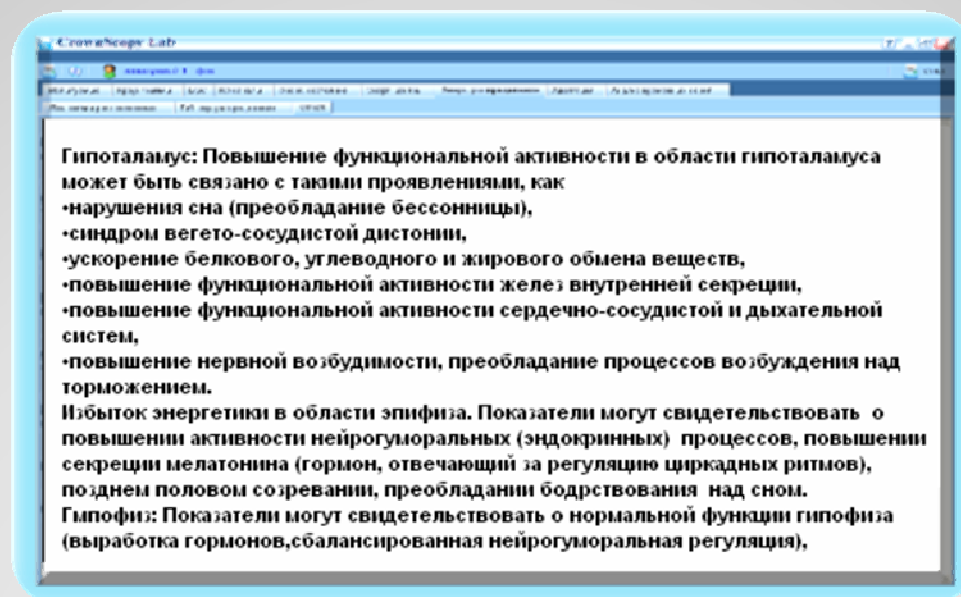 CrownScopy Lab
Гипоталамус: Повышение функциональной активности в области гипоталамуса
может быть связано с такими проявлениями, как
•нарушения сна (преобладание бессонницы),
•синдром вегето-сосудистой дистонии,
•ускорение белкового, углеводного и жирового обмена веществ,
•повышение функциональной активности желез внутренней секреции,
•повышение функциональной активности сердечно-сосудистой и дыхательной
систем,
•повышение нервной возбудимости, преобладание процессов возбуждения над
торможением.
Избыток энергетики в области эпифиза. Показатели могут свидетельствовать о
повышении активности нейрогуморальных (эндокринных) процессов, повышении
секреции мелатонина (гормон, отвечающий за регуляцию циркадных ритмов),
позднем половом созревании, преобладании бодрствования над сном.
Гмпофиз: Показатели могут свидетельствовать о нормальной функции гипофиза
(выработка гормонов,сбалансированная нейрогуморальная регуляция),